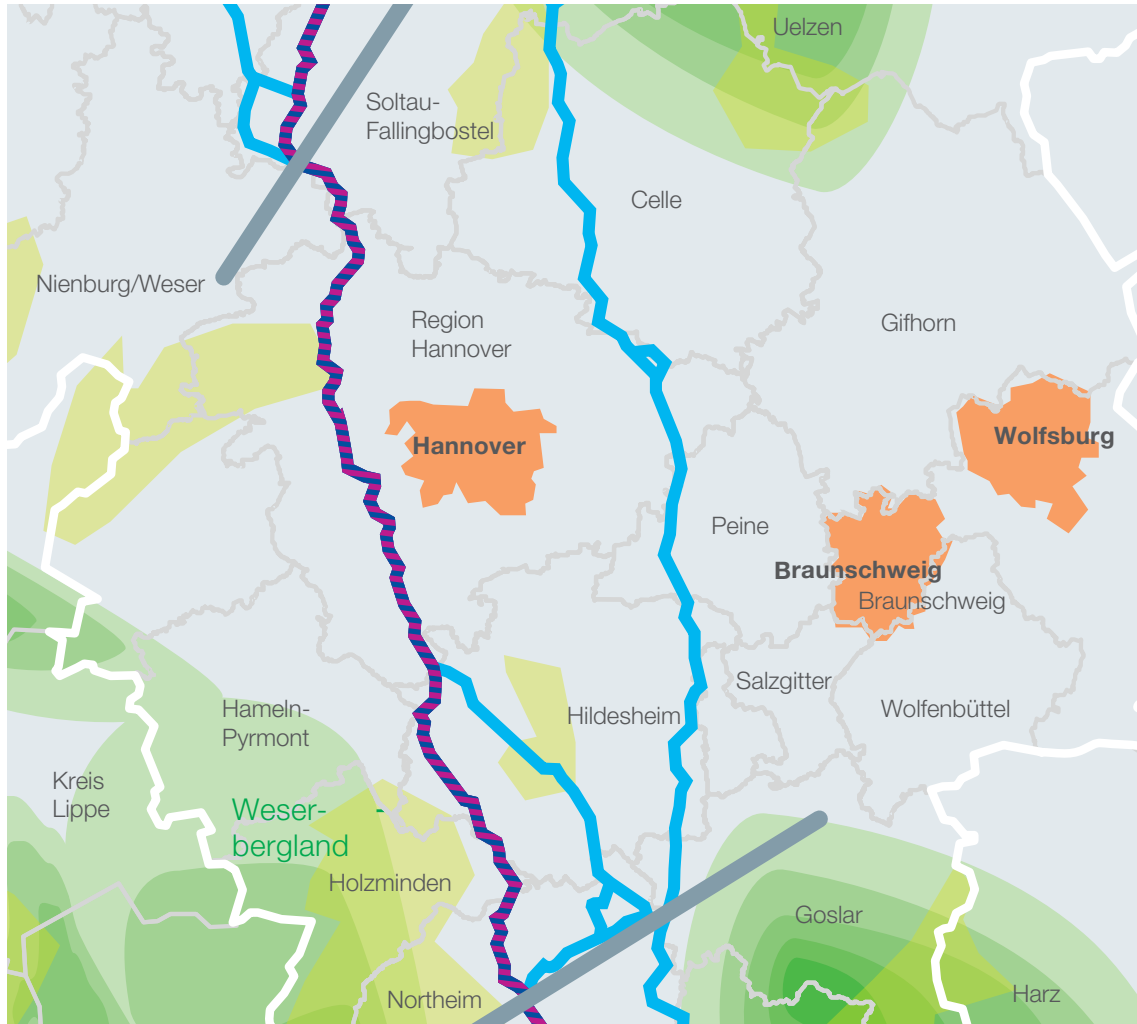 Uelzen
Soltau-
Fallingbostel
Celle
Nienburg/Weser
Region
Hannover
Gifhorn
Hannover
Wolfsburg
Peine
Braunschweig
Braunschweig
Salzgitter
Hildesheim
Wolfenbüttel
Hameln-
Pyrmont
Kreis
Lippe
Weser-
bergland
Holzminden
Goslar
Northeim
Harz